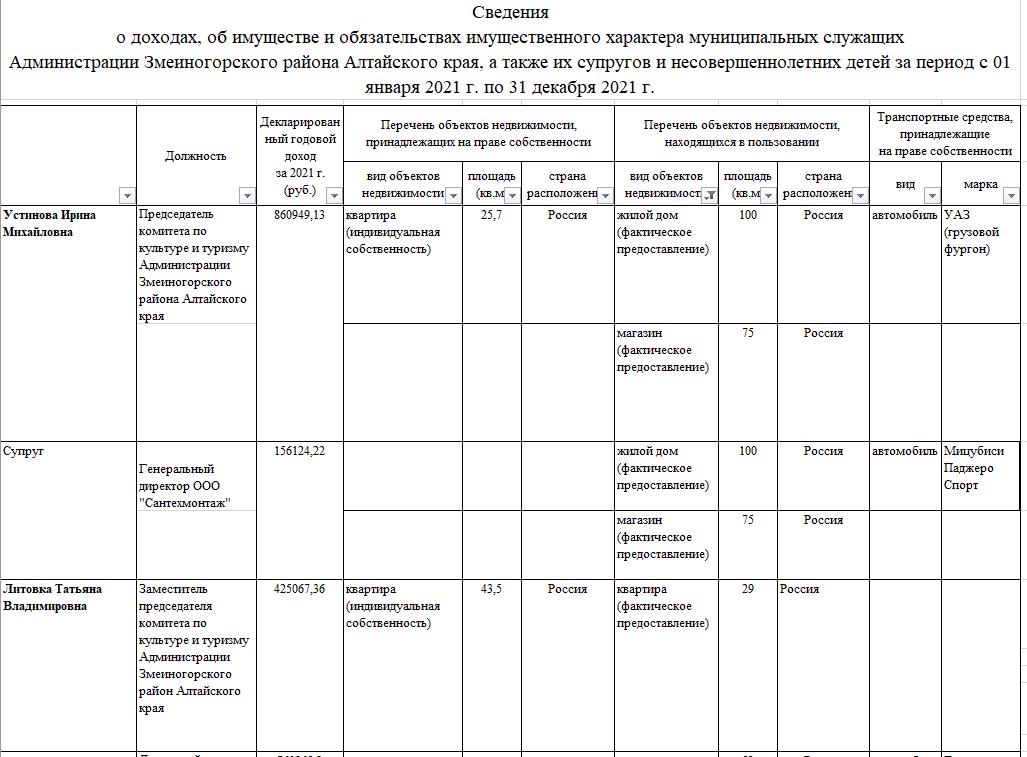 Сведения
о доходах, об имуществе и обязательствах имущественного характера муниципальных служащих
Администрации Змеиногорского района Алтайского края, а также их супругов и несовершеннолетних детей за период с 01
января 2021 г. по 31 декабря 2021 г.
Должность
Декларирован
ный годовой
доход
за 2021 г.
(руб.)
Перечень объектов недвижимости,
принадлежащих на праве собственности
Перечень объектов недвижимости,
находящихся в пользовании
Транспортные средства,
принадлежащие
на праве собственности
вид объектов
недвижимости
площадь
(кв.м
страна
расположен
вид объектов
недвижимост
площадь
(кв.м
страна
расположен
вид
марка
Устинова Ирина
Михайловна
Председатель
комитета по
культуре и туризму
Администрации
Змеиногорского
района Алтайского
края
860949,13
квартира
(индивидуальная
собственность)
25,7
Россия
жилой дом
(фактическое
предоставление)
100
Россия
автомобиль
УАЗ
(грузовой
фургон)
магазин
(фактическое
предоставление)
75
Россия
Супруг
Генеральный
директор ООО
"Сантехмонтаж"
156124,22
жилой дом
(фактическое
предоставление)
100
Россия
автомобиль
Мицубиси
Паджеро
Спорт
магазин
(фактическое
предоставление)
75
Россия
Литовка Татьяна
Владимировна
Заместитель
председателя
комитета по
культуре и туризму
Администрации
Змеиногорского
район Алтайского
края
425067,36
квартира
(индивидуальная
собственность)
43,5
Россия
квартира
(фактическое
предоставление)
29
Россия